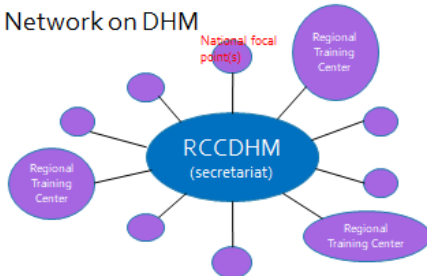 Network on DHM
National focal
point(s)
Regional
Training
Center
RCCDHM
(secretariat)
Regional
Training
Center
Regional
Training Center